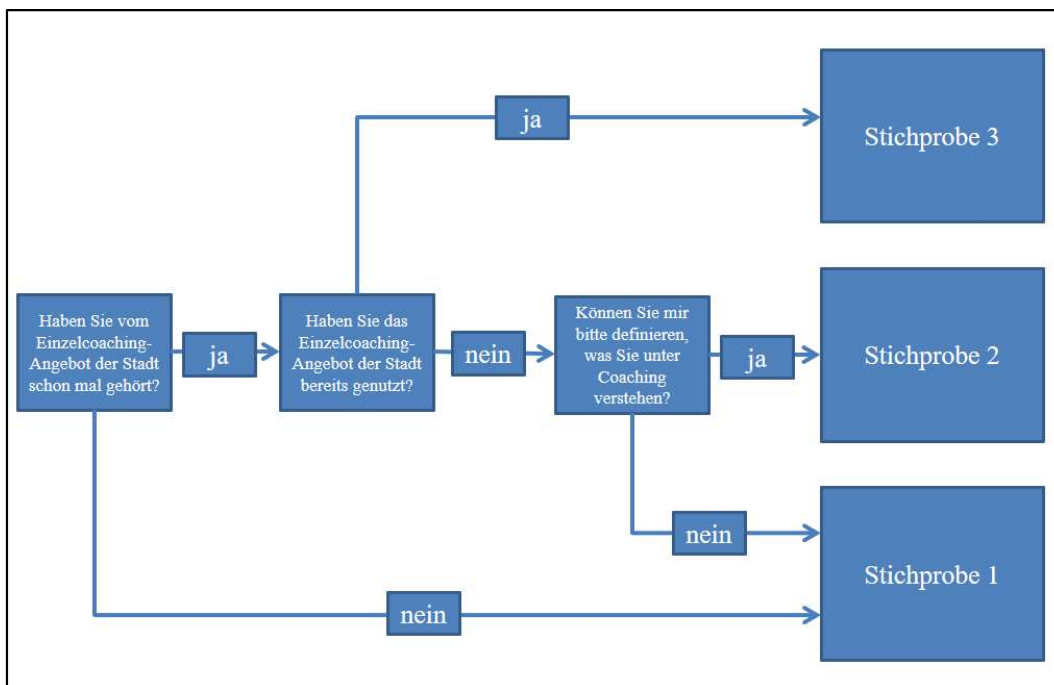 ja
Stichprobe 3
Haben Sie vom
Einzelcoaching-
Angebot der Stadt
schon mal gehört?
ja
Haben Sie das
Einzelcoaching-
Angebot der Stadt
bereits genutzt?
nein
Können Sie mir
bitte definieren,
was Sie unter
Coaching
verstehen?
ja
Stichprobe 2
nein
Stichprobe 1
nein